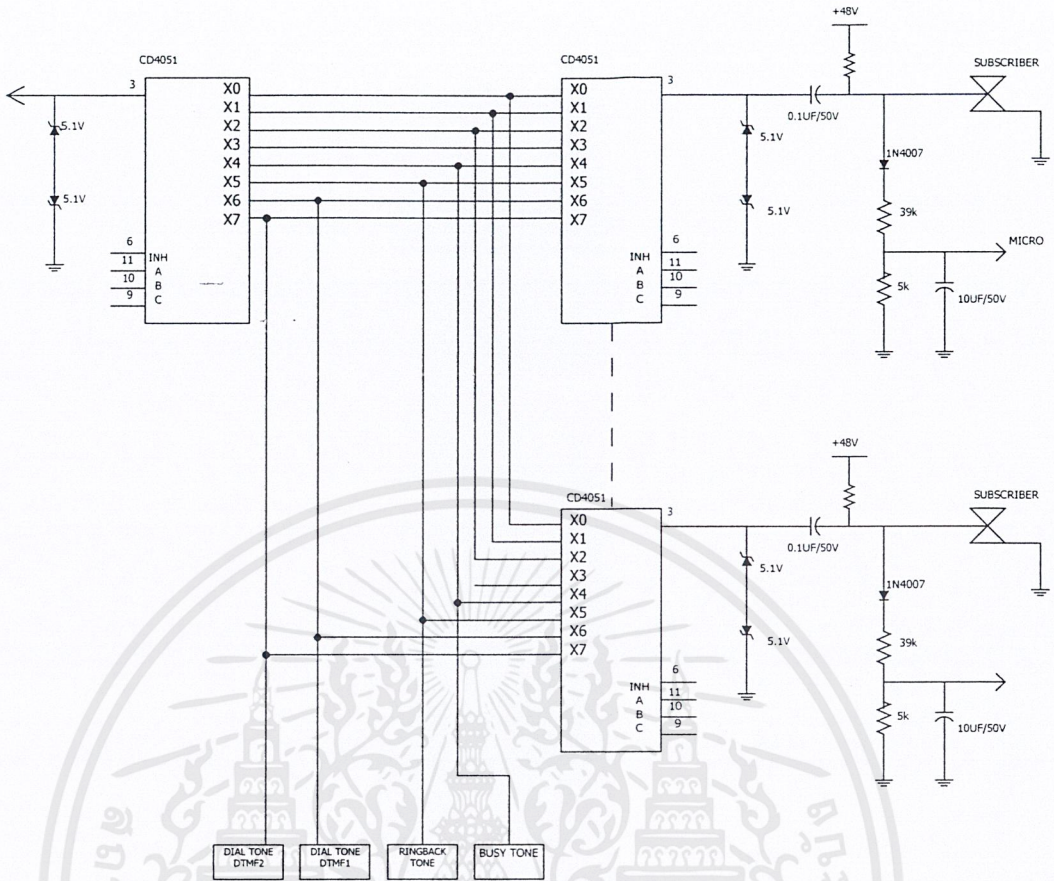 +48V
CD4051
CD4051
SUBSCRIBER
3
X0
X1
X2
X3
X4
X5
X6
X7
X0
X1
X2
X3
X4
X5
X6
X7
3
5.1V
5.1V
0.1UF/50V
5.1V
5.1V
1N4007
39k
MICRO
5k
10UF/50V
6
11
10
9
INH
A
B
C
INH
A
B
C
6
11
10
9
+48V
CD4051
SUBSCRIBER
3
X0
X1
X2
X3
X4
X5
X6
X7
0.1UF/50V
5.1V
5.1V
1N4007
39k
5k
10UF/50V
INH
A
B
C
6
11
10
9
DIAL TONE
DTMF2
DIAL TONE
DTMF1
RINGBACK
TONE
BUSY TONE